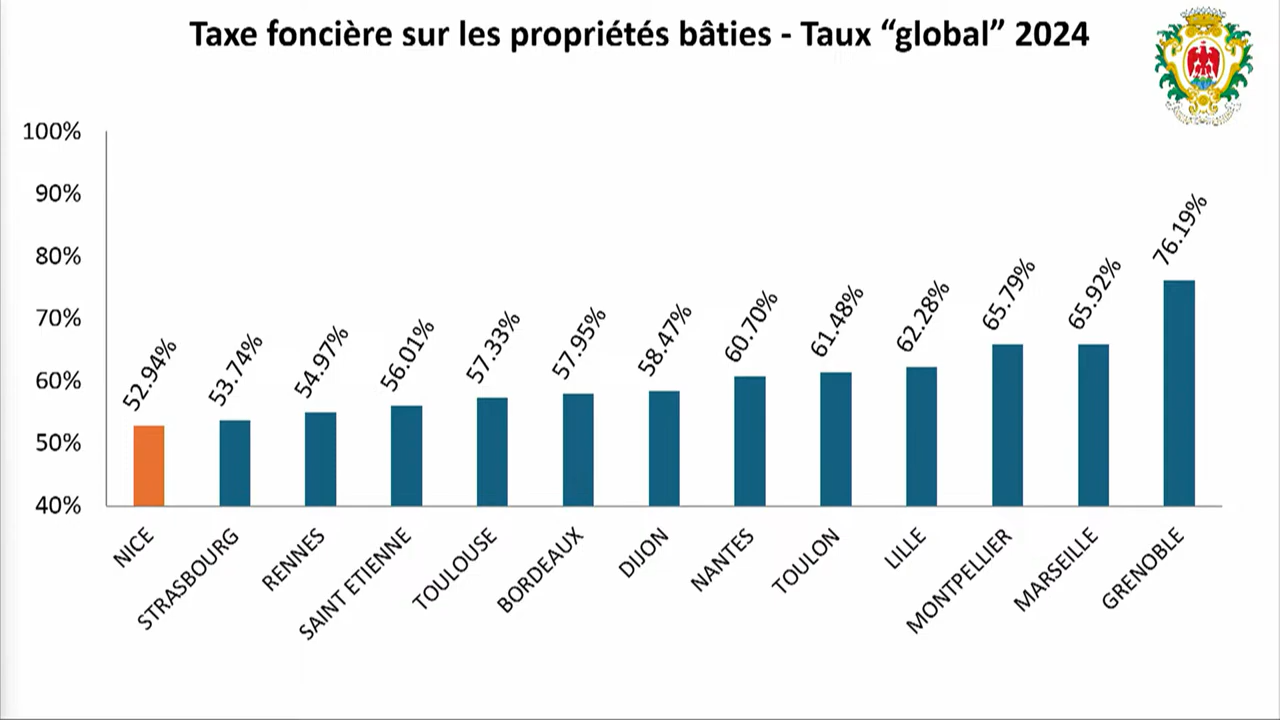 Taxe foncière sur les propriétés bâties - Taux “global” 2024
100%
90%
80%
70%
60%
50%
40%
52.94%
53.74%
54.97%
56.01%
57.33%
57.95%
58.47%
60.70%
61.48%
62.28%
65.79%
65.92%
76.19%
NICE
STRASBOURG
RENNES
SAINT ETIENNE
TOULOUSE
BORDEAUX
DIJON
NANTES
TOULON
LILLE
MONTPELLIER
MARSEILLE
GRENOBLE